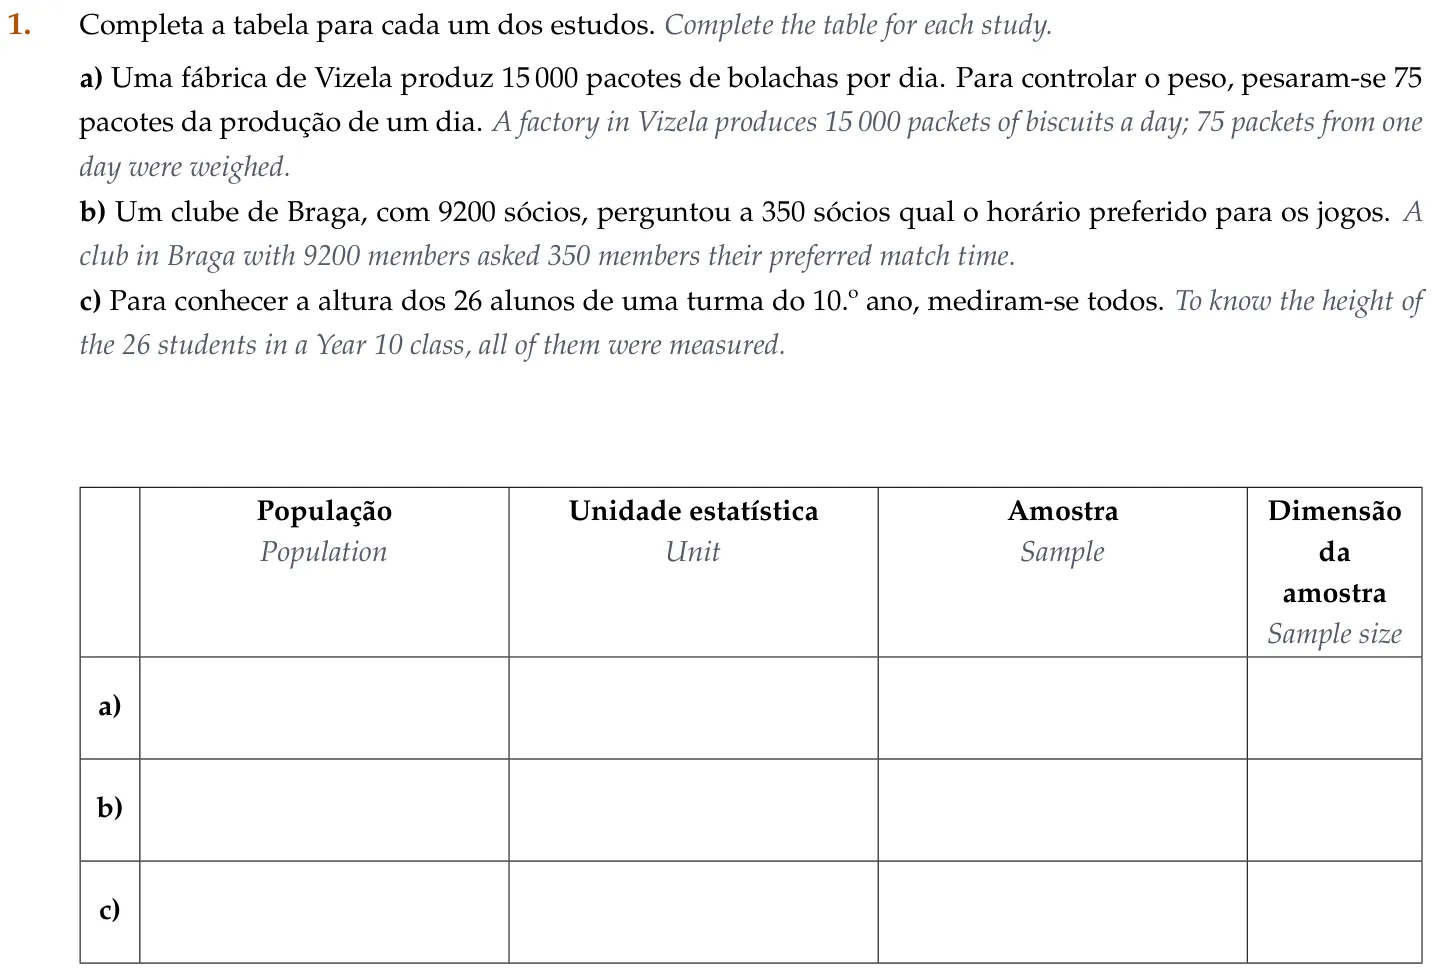 1. Completa a tabela para cada um dos estudos. Complete the table for each study.
a) Uma fábrica de Vizela produz 15 000 pacotes de bolachas por dia. Para controlar o peso, pesaram-se 75
pacotes da produção de um dia. A factory in Vizela produces 15 000 packets of biscuits a day; 75 packets from one
day were weighed.
b) Um clube de Braga, com 9200 sócios, perguntou a 350 sócios qual o horário preferido para os jogos. A
club in Braga with 9200 members asked 350 members their preferred match time.
c) Para conhecer a altura dos 26 alunos de uma turma do 10.º ano, mediram-se todos. To know the height of
the 26 students in a Year 10 class, all of them were measured.
População
Population
Unidade estatística
Unit
Amostra
Sample
Dimensão
da
amostra
Sample size
a)
b)
c)